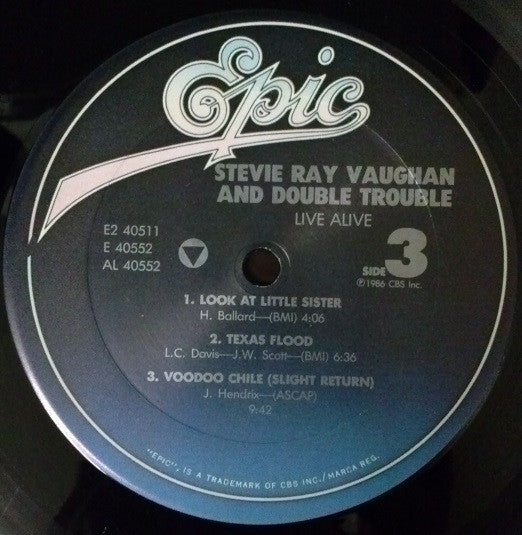 Epic
STEVIE RAY VAUGHAN
AND DOUBLE TROUBLE
LIVE ALIVE
E2 40511
E 40552
AL 40552
SIDE 3
℗1986 CBS Inc.
1. LOOK AT LITTLE SISTER
H. Ballard—(BMI) 4:06
2. TEXAS FLOOD
L.C. Davis—J.W. Scott—(BMI) 6:36
3. VOODOO CHILE (SLIGHT RETURN)
J. Hendrix—(ASCAP)
9:42
"EPIC", IS A TRADEMARK OF CBS INC./MARCA REG.